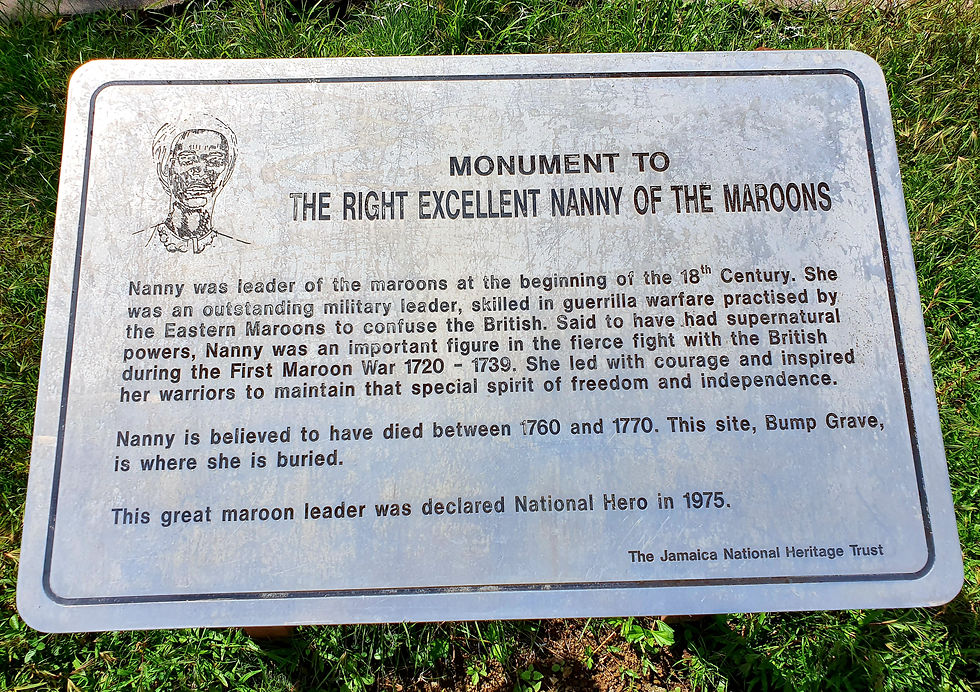 MONUMENT TO
THE RIGHT EXCELLENT NANNY OF THE MAROONS
Nanny was leader of the maroons at the beginning of the 18th Century. She
was an outstanding military leader, skilled in guerrilla warfare practised by
the Eastern Maroons to confuse the British. Said to have had supernatural
powers, Nanny was an important figure in the fierce fight with the British
during the First Maroon War 1720 - 1739. She led with courage and inspired
her warriors to maintain that special spirit of freedom and independence.
Nanny is believed to have died between 1760 and 1770. This site, Bump Grave,
is where she is buried.
This great maroon leader was declared National Hero in 1975.
The Jamaica National Heritage Trust